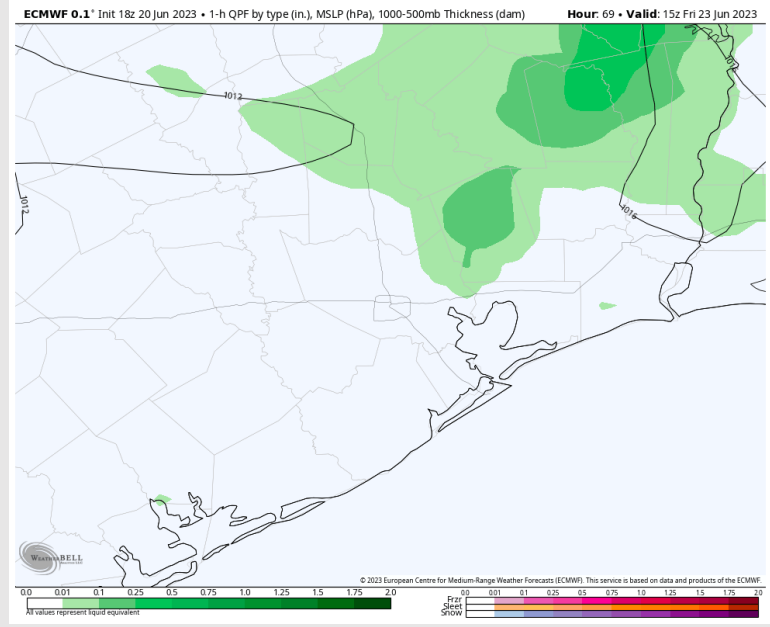 ECMWF 0.1° Init 18z 20 Jun 2023 • 1-h QPF by type (in.), MSLP (hPa), 1000-500mb Thickness (dam) Hour: 69 • Valid: 15z Fri 23 Jun 2023
1012
1012
1016
WEATHERBELL
© 2023 European Centre for Medium-Range Weather Forecasts (ECMWF). This service is based on data and products of the ECMWF.
0.0 0.01 0.1 0.25 0.5 0.75 1.0 1.25 1.5 1.75 2.0
All values represent liquid equivalent
0.0 0.01 0.1 0.25 0.5 0.75 1.0 1.25 1.5 1.75 2.0
Frzr
Sleet
Snow